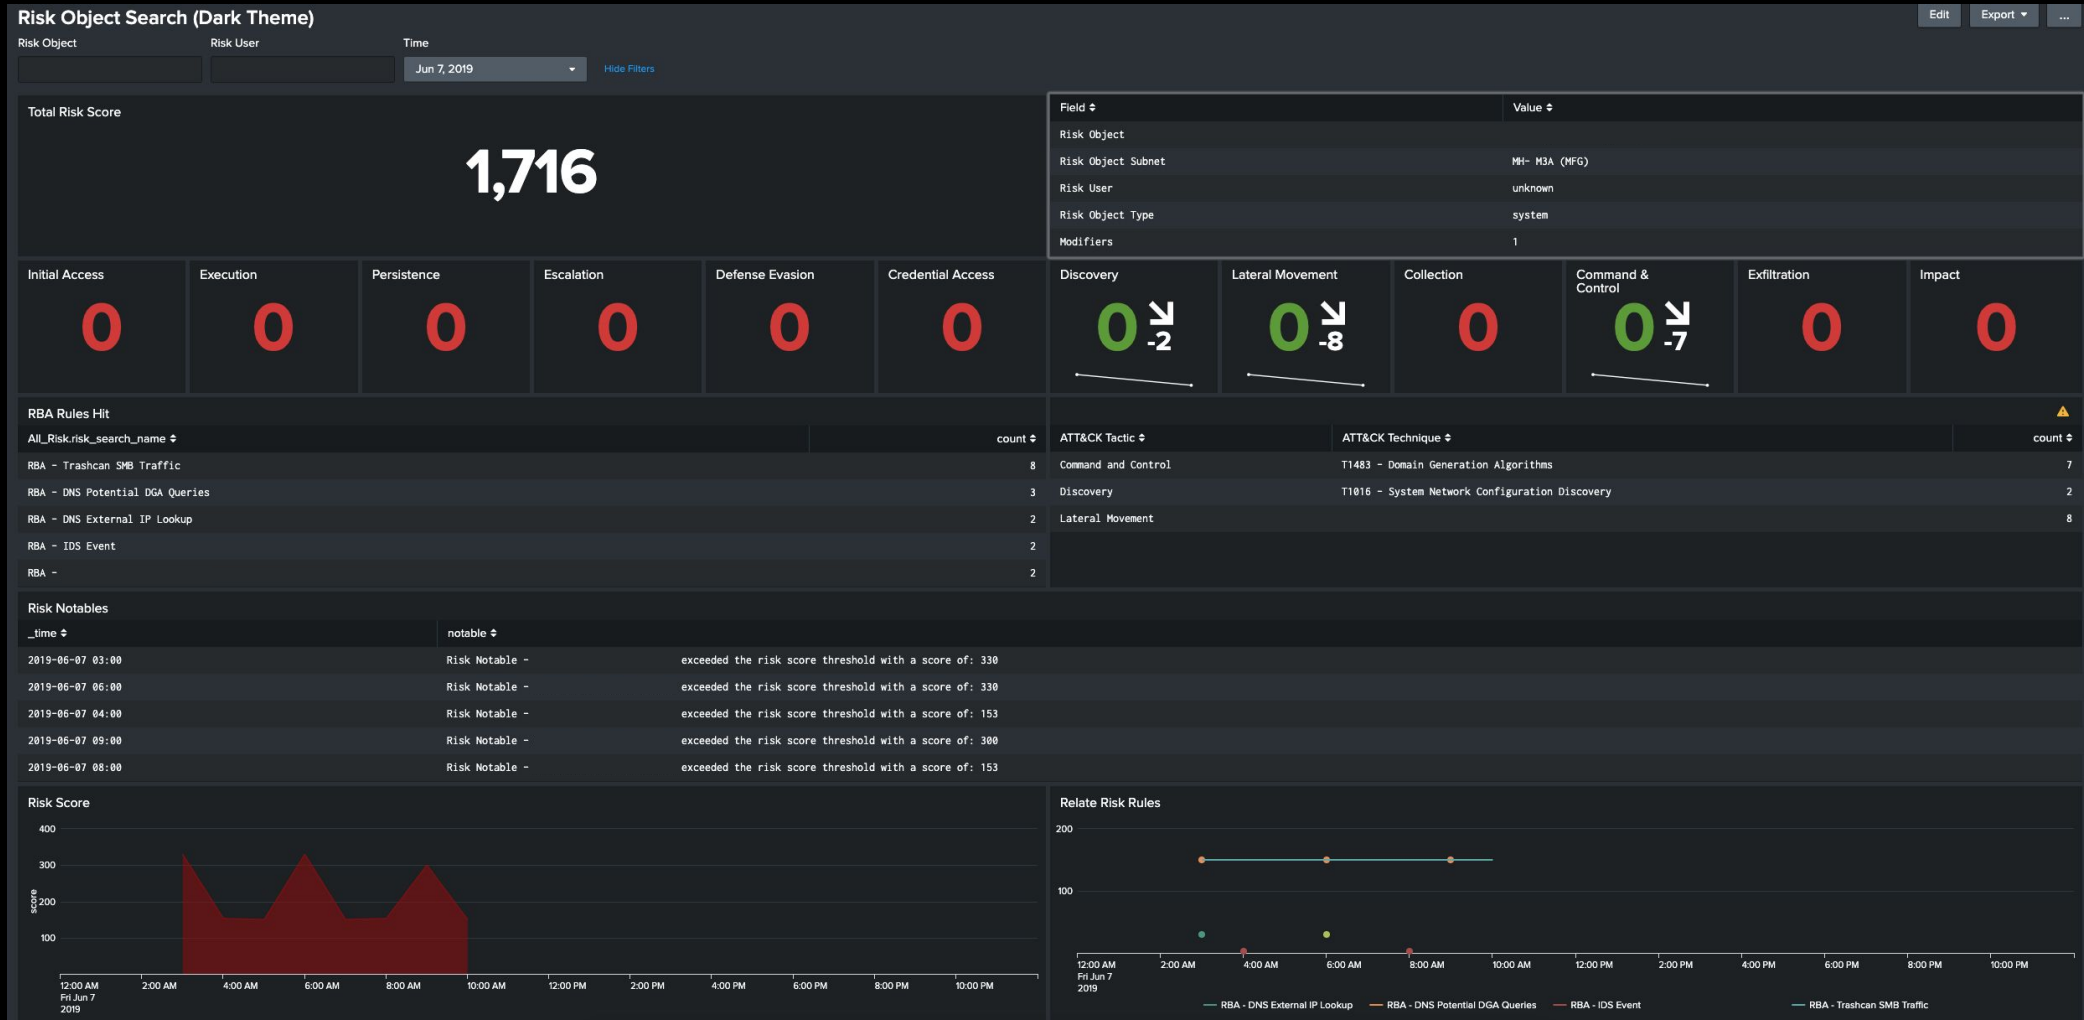 Risk Object Search (Dark Theme)
Edit Export ...
Risk Object Risk User Time
Jun 7, 2019 Hide Filters
Total Risk Score
1,716
Field Value
Risk Object
Risk Object Subnet MH- M3A (MFG)
Risk User unknown
Risk Object Type system
Modifiers 1
Initial Access Execution Persistence Escalation Defense Evasion Credential Access Discovery Lateral Movement Collection Command & Control Exfiltration Impact
0 0 0 0 0 0 0 -2 0 -8 0 0 -7 0 0
RBA Rules Hit
All_Risk.risk_search_name count
RBA - Trashcan SMB Traffic 8
RBA - DNS Potential DGA Queries 3
RBA - DNS External IP Lookup 2
RBA - IDS Event 2
RBA - 2
ATT&CK Tactic ATT&CK Technique count
Command and Control T1483 - Domain Generation Algorithms 7
Discovery T1016 - System Network Configuration Discovery 2
Lateral Movement 8
Risk Notables
_time notable
2019-06-07 03:00 Risk Notable - exceeded the risk score threshold with a score of: 330
2019-06-07 06:00 Risk Notable - exceeded the risk score threshold with a score of: 330
2019-06-07 04:00 Risk Notable - exceeded the risk score threshold with a score of: 153
2019-06-07 09:00 Risk Notable - exceeded the risk score threshold with a score of: 300
2019-06-07 08:00 Risk Notable - exceeded the risk score threshold with a score of: 153
Risk Score
400
300
200
100
score
12:00 AM 2:00 AM 4:00 AM 6:00 AM 8:00 AM 10:00 AM 12:00 PM 2:00 PM 4:00 PM 6:00 PM 8:00 PM 10:00 PM
Fri Jun 7
2019
Relate Risk Rules
200
100
12:00 AM 2:00 AM 4:00 AM 6:00 AM 8:00 AM 10:00 AM 12:00 PM 2:00 PM 4:00 PM 6:00 PM 8:00 PM 10:00 PM
Fri Jun 7
2019
RBA - DNS External IP Lookup RBA - DNS Potential DGA Queries RBA - IDS Event RBA - Trashcan SMB Traffic